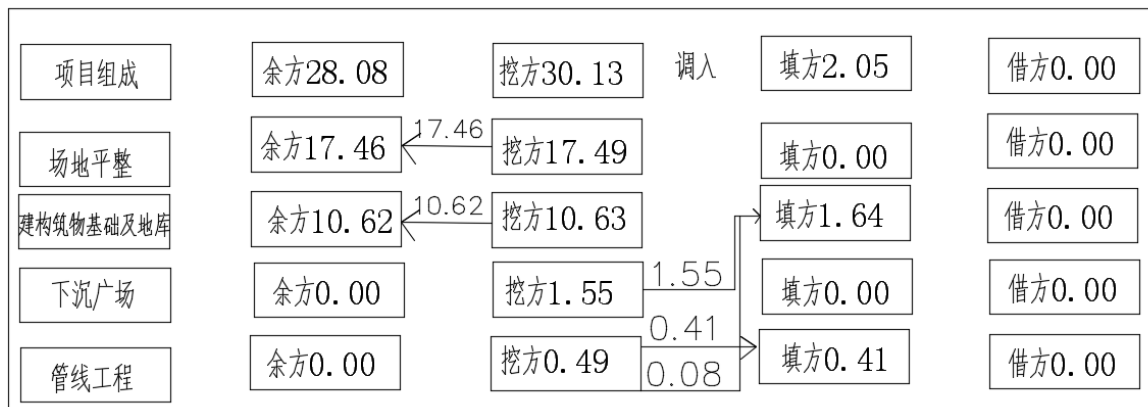 项目组成 余方28.08 挖方30.13 调入 填方2.05 借方0.00
场地平整 余方17.46 17.46 挖方17.49 填方0.00 借方0.00
建构筑物基础及地库 余方10.62 10.62 挖方10.63 填方1.64 借方0.00
下沉广场 余方0.00 挖方1.55 1.55 填方0.00 借方0.00
管线工程 余方0.00 挖方0.49 0.41 填方0.41 借方0.00
0.08